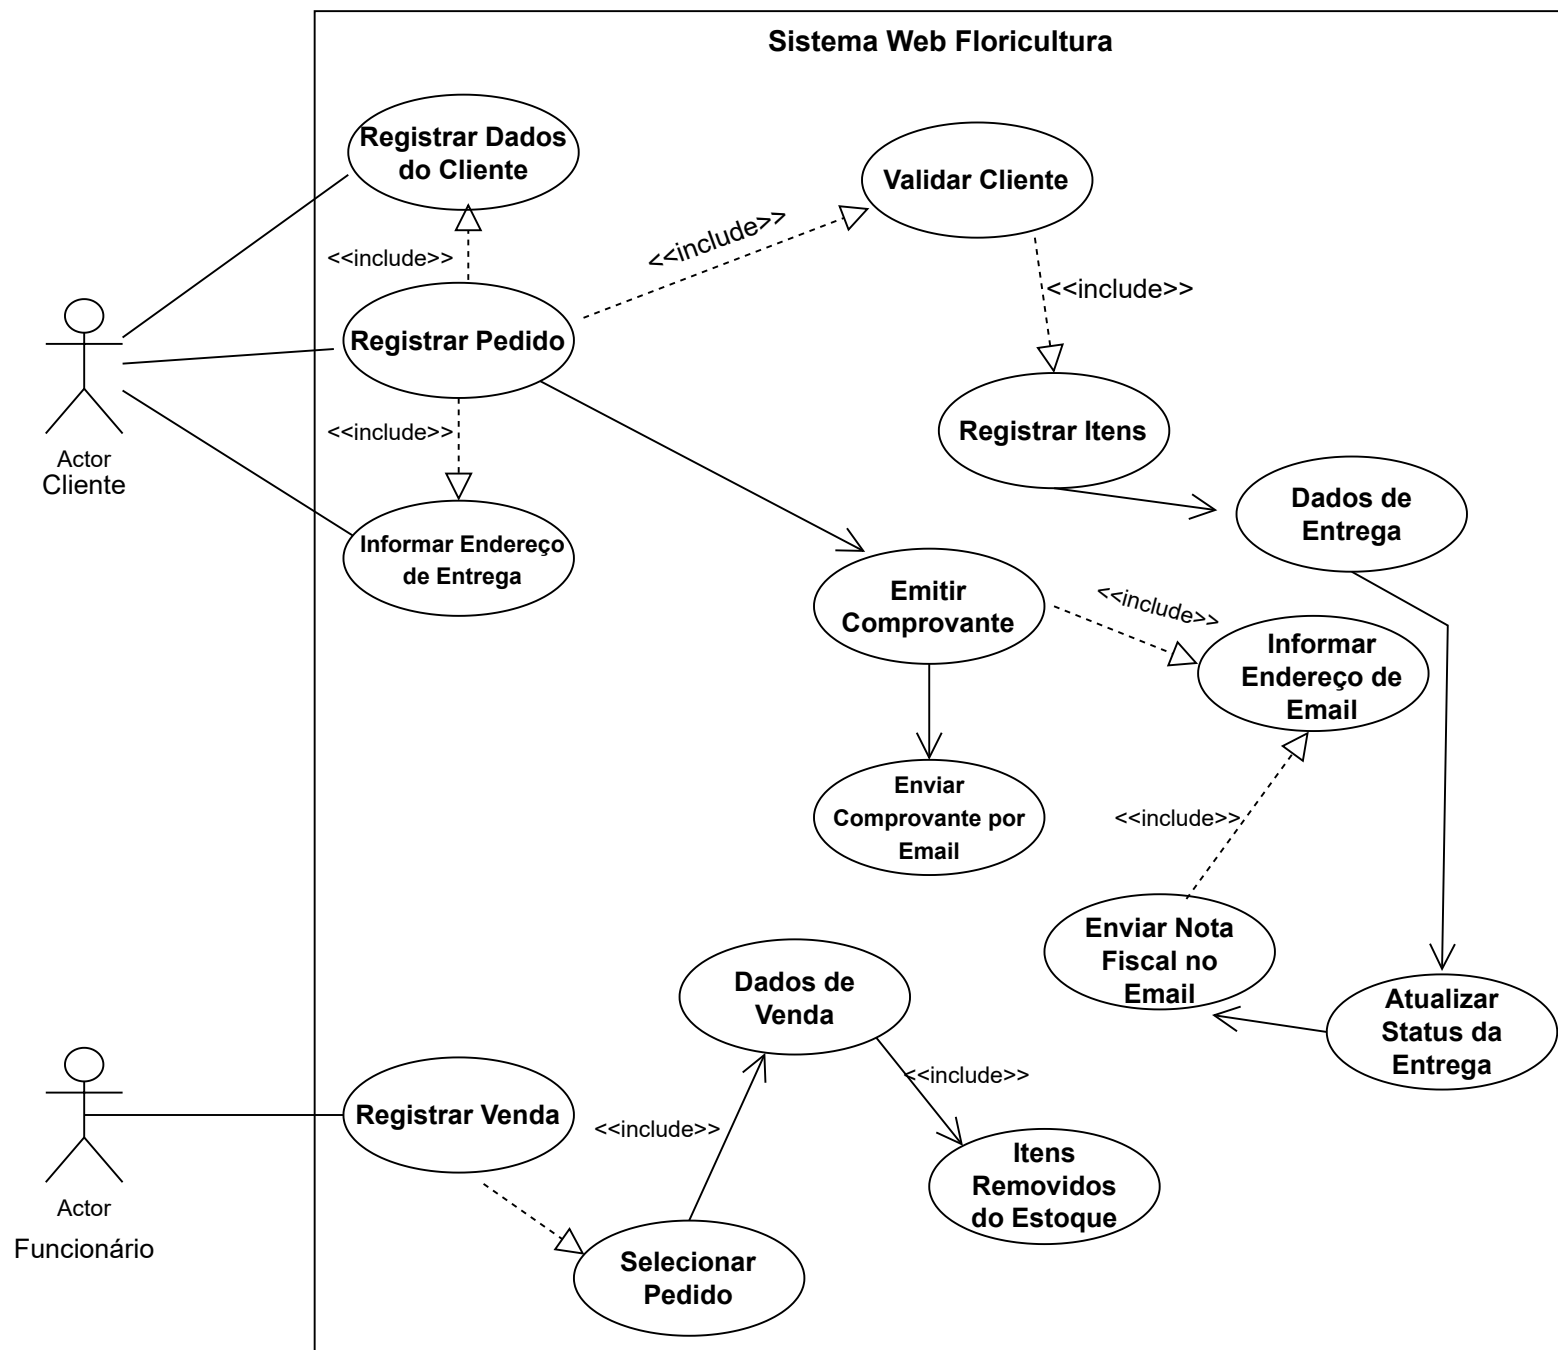 Sistema Web Floricultura
Registrar Dados
do Cliente
Validar Cliente
<<include>>
<<include>>
<<include>>
Registrar Pedido
<<include>>
Registrar Itens
Actor
Cliente
Informar Endereço
de Entrega
Dados de
Entrega
Emitir
Comprovante
<<include>>
Informar
Endereço de
Email
Enviar
Comprovante por
Email
<<include>>
Enviar Nota
Fiscal no
Email
Dados de
Venda
Atualizar
Status da
Entrega
<<include>>
Registrar Venda
<<include>>
Itens
Removidos
do Estoque
Actor
Funcionário
Selecionar
Pedido